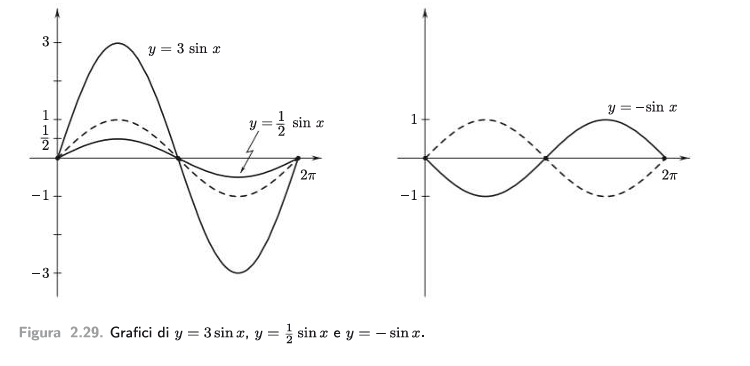 3
y = 3 sin x
1
1/2
y = 1/2 sin x
2π
−1
−3
y = −sin x
1
2π
−1
Figura 2.29. Grafici di y = 3 sin x, y = 1/2 sin x e y = − sin x.